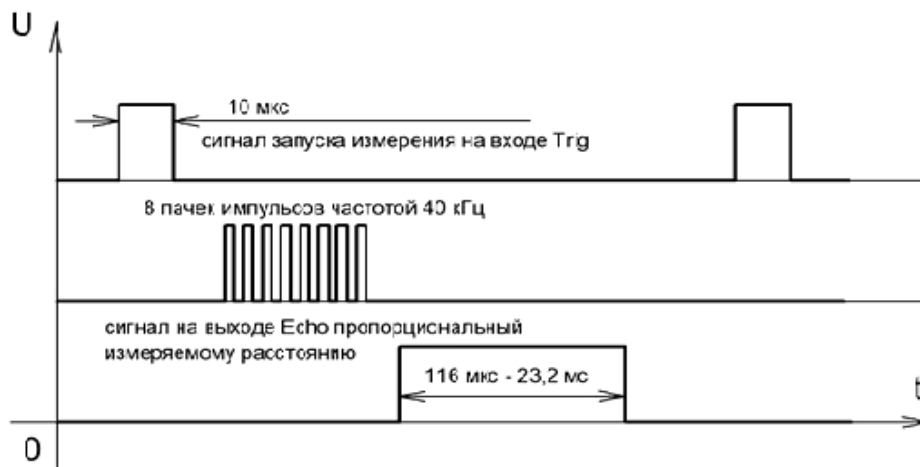 U
10 мкс
сигнал запуска измерения на входе Trig
8 пачек импульсов частотой 40 кГц
сигнал на выходе Echo пропорциональный
измеряемому расстоянию
116 мкс - 23,2 мс
t
0